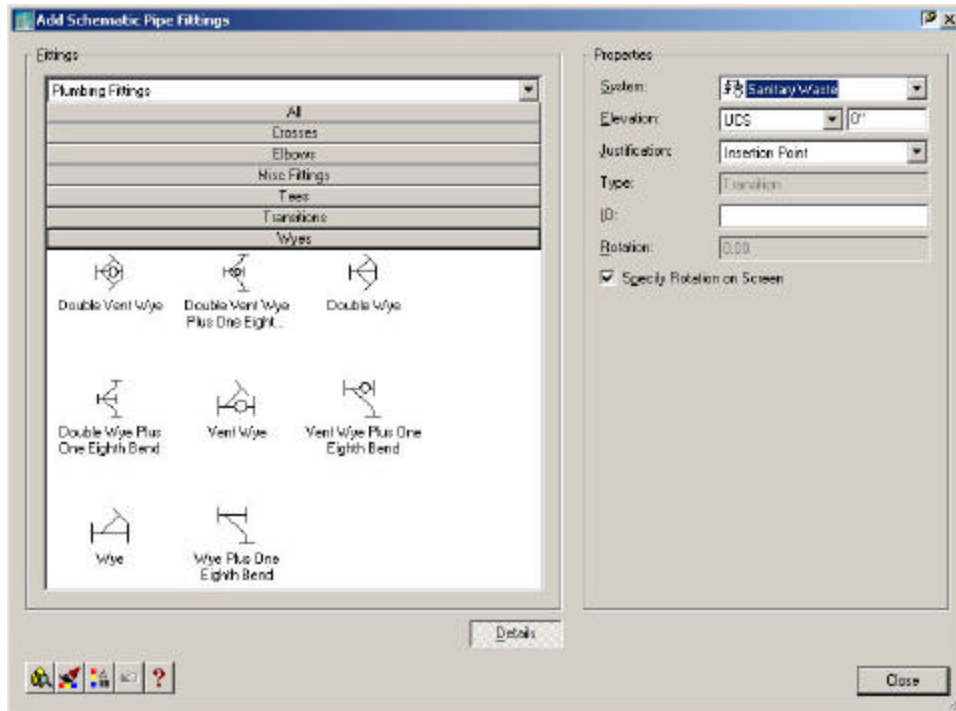 Add Schematic Pipe Fittings
Fittings
Plumbing Fittings
All
Crosses
Elbows
Misc Fittings
Tees
Transitions
Wyes
Double Vent Wye
Double Vent Wye
Plus One Eight...
Double Wye
Double Wye Plus
One Eighth Bend
Vent Wye
Vent Wye Plus One
Eighth Bend
Wye
Wye Plus One
Eighth Bend
Details
Properties
System: Sanitary Waste
Elevation: UCS 0"
Justification: Insertion Point
Type: Transition
ID:
Rotation: 0.00
Specify Rotation on Screen
Close